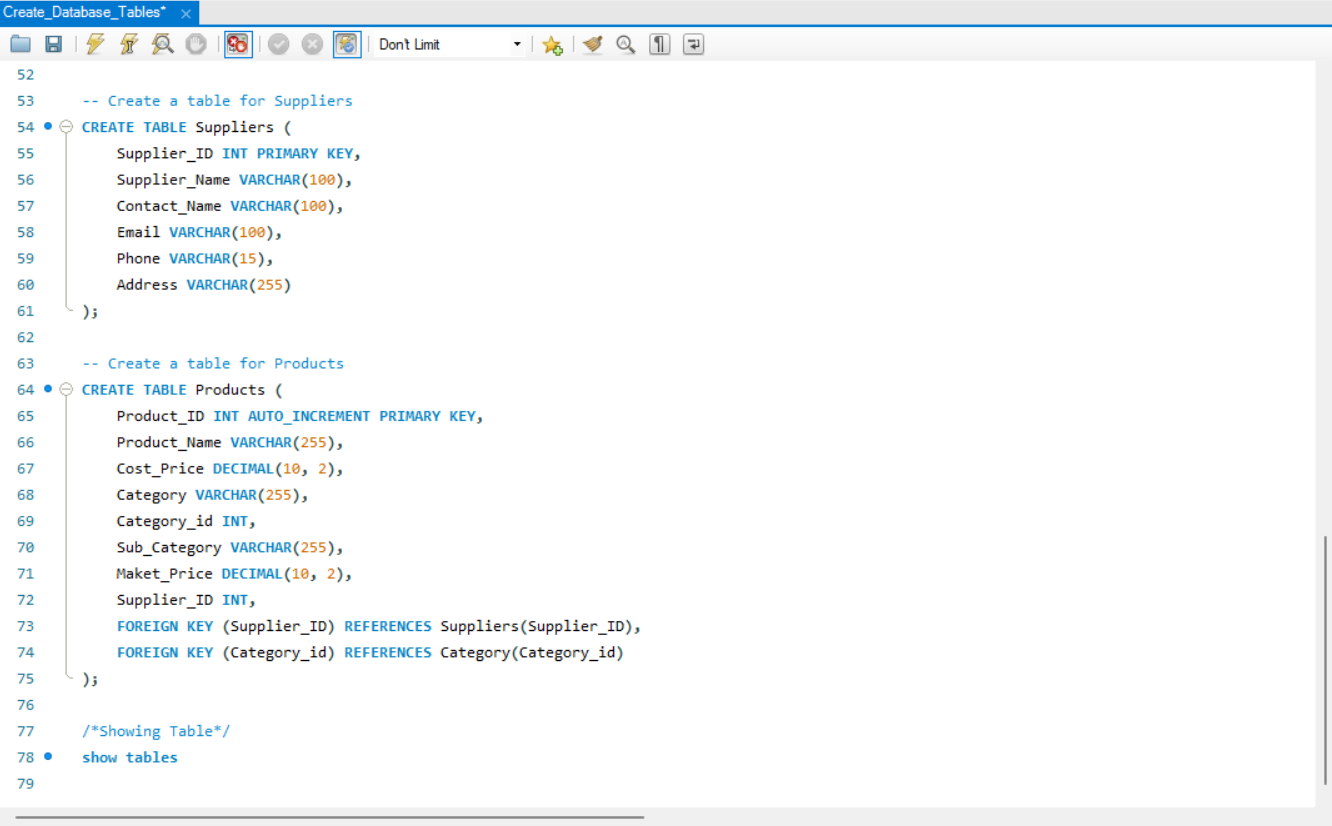 Create_Database_Tables* ×
Don't Limit
52
53 -- Create a table for Suppliers
54 CREATE TABLE Suppliers (
55 Supplier_ID INT PRIMARY KEY,
56 Supplier_Name VARCHAR(100),
57 Contact_Name VARCHAR(100),
58 Email VARCHAR(100),
59 Phone VARCHAR(15),
60 Address VARCHAR(255)
61 );
62
63 -- Create a table for Products
64 CREATE TABLE Products (
65 Product_ID INT AUTO_INCREMENT PRIMARY KEY,
66 Product_Name VARCHAR(255),
67 Cost_Price DECIMAL(10, 2),
68 Category VARCHAR(255),
69 Category_id INT,
70 Sub_Category VARCHAR(255),
71 Maket_Price DECIMAL(10, 2),
72 Supplier_ID INT,
73 FOREIGN KEY (Supplier_ID) REFERENCES Suppliers(Supplier_ID),
74 FOREIGN KEY (Category_id) REFERENCES Category(Category_id)
75 );
76
77 /*Showing Table*/
78 show tables
79